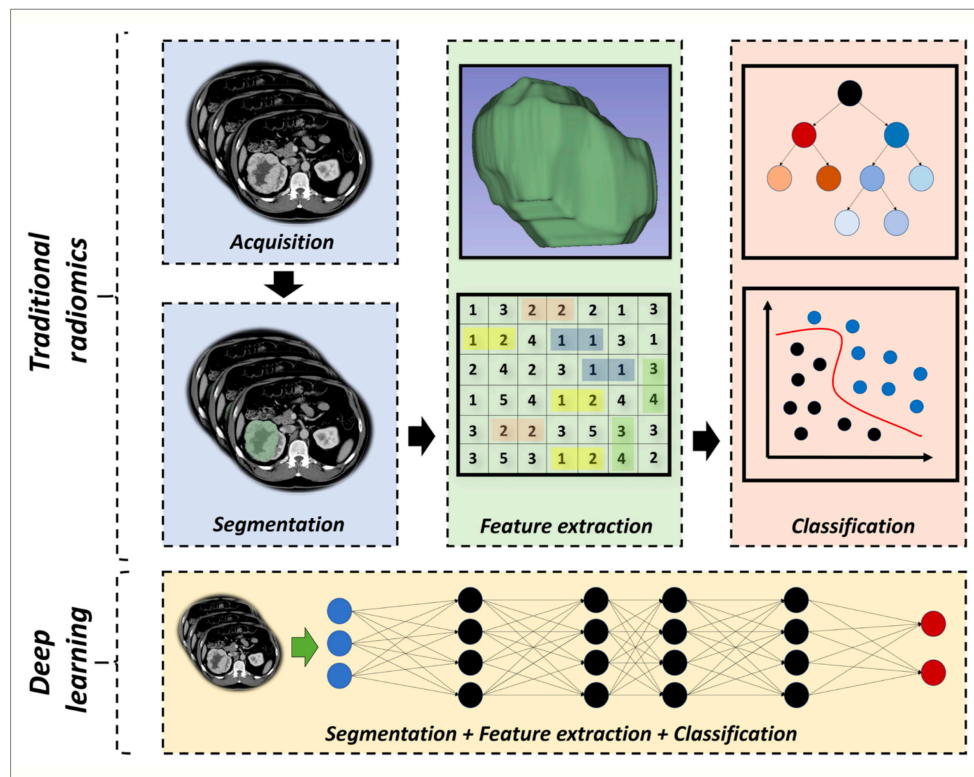 Traditional
radiomics
Acquisition
Segmentation
1 3 2 2 2 1 3
1 2 4 1 1 3 1
2 4 2 3 1 1 3
1 5 4 1 2 4 4
3 2 2 3 5 3 3
3 5 3 1 2 4 2
Feature extraction
Classification
Deep
learning
Segmentation + Feature extraction + Classification